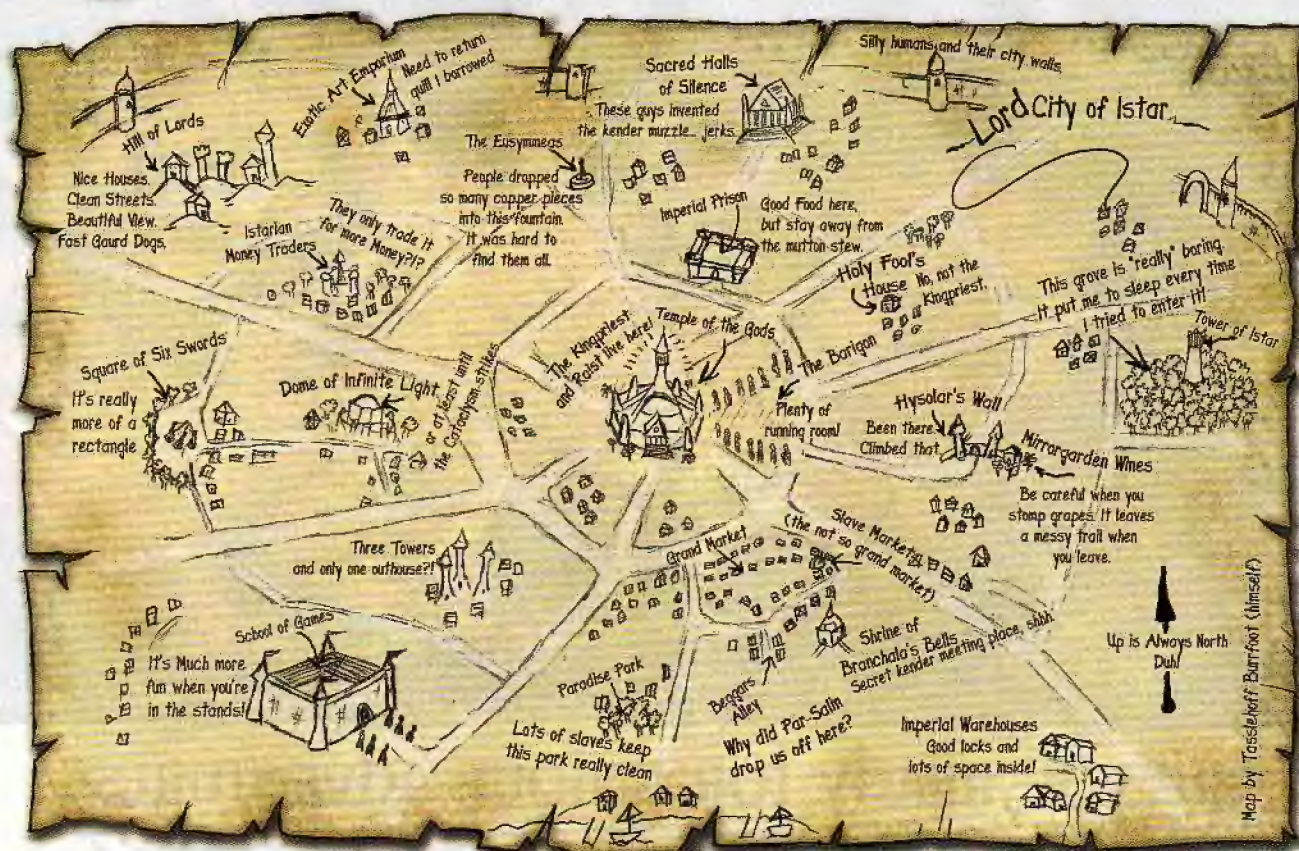 Silly humans and their city walls.
Lord City of Istar
Exotic Art Emporium
Need to return
quill I borrowed
Sacred Halls
of Silence
These guys invented
the kender muzzle... jerks.
Hill of Lords
Nice Houses.
Clean Streets.
Beautiful View.
Fast Gaurd Dogs.
The Eusymmeas
People dropped
so many copper pieces
into this fountain.
It was hard to
find them all.
Istarian
Money Traders
They only trade it
for more Money?!?
Imperial Prison
Good Food here,
but stay away from
the mutton stew.
Holy Fool's
House
No, not the
Kingpriest.
This grove is "really" boring.
It put me to sleep every time
I tried to enter it!
Tower of Istar
The Kingpriest
and Raist live here!
Temple of the Gods
The Barigon
Plenty of
running room!
Square of Six Swords
It's really
more of a
rectangle
Dome of Infinite Light
or at least until
the Cataclysm strikes
Hysolar's Wall
Been there
Climbed that
Mirrorgarden Wines
Be careful when you
stomp grapes. It leaves
a messy trail when
you leave.
Three Towers
and only one outhouse?!
Grand Market
Slave Market
(the not so grand market)
Shrine of
Branchala's Bells
Secret kender meeting place, shhh
Beggars
Alley
Why did Par-Salin
drop us off here?
School of Games
It's Much more
fun when you're
in the stands!
Paradise Park
Lots of slaves keep
this park really clean
Imperial Warehouses
Good locks and
lots of space inside!
Up is Always North
Duh!
Map by Tasslehoff Burrfoot (himself)